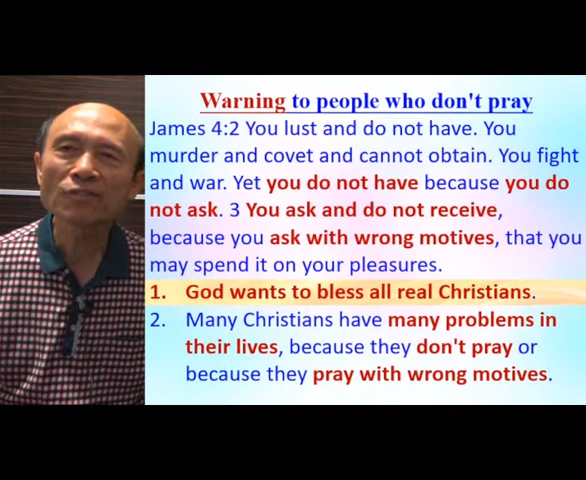 Warning to people who don't pray
James 4:2 You lust and do not have. You
murder and covet and cannot obtain. You fight
and war. Yet you do not have because you do
not ask. 3 You ask and do not receive,
because you ask with wrong motives, that you
may spend it on your pleasures.
1. God wants to bless all real Christians.
2. Many Christians have many problems in
their lives, because they don't pray or
because they pray with wrong motives.